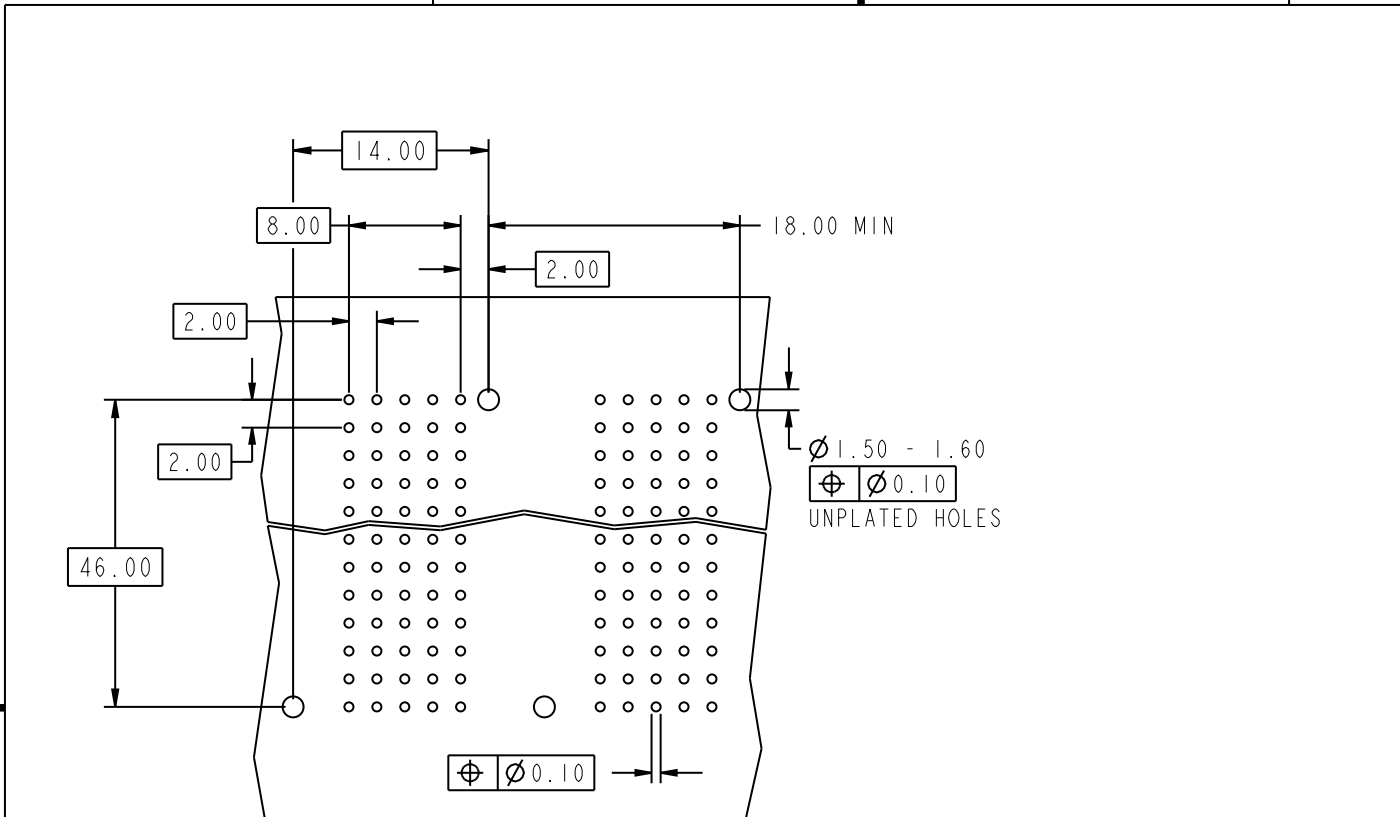 14.00
8.00
18.00 MIN
2.00
2.00
2.00
Ø1.50 - 1.60
⌖ Ø0.10
UNPLATED HOLES
46.00
⌖ Ø0.10